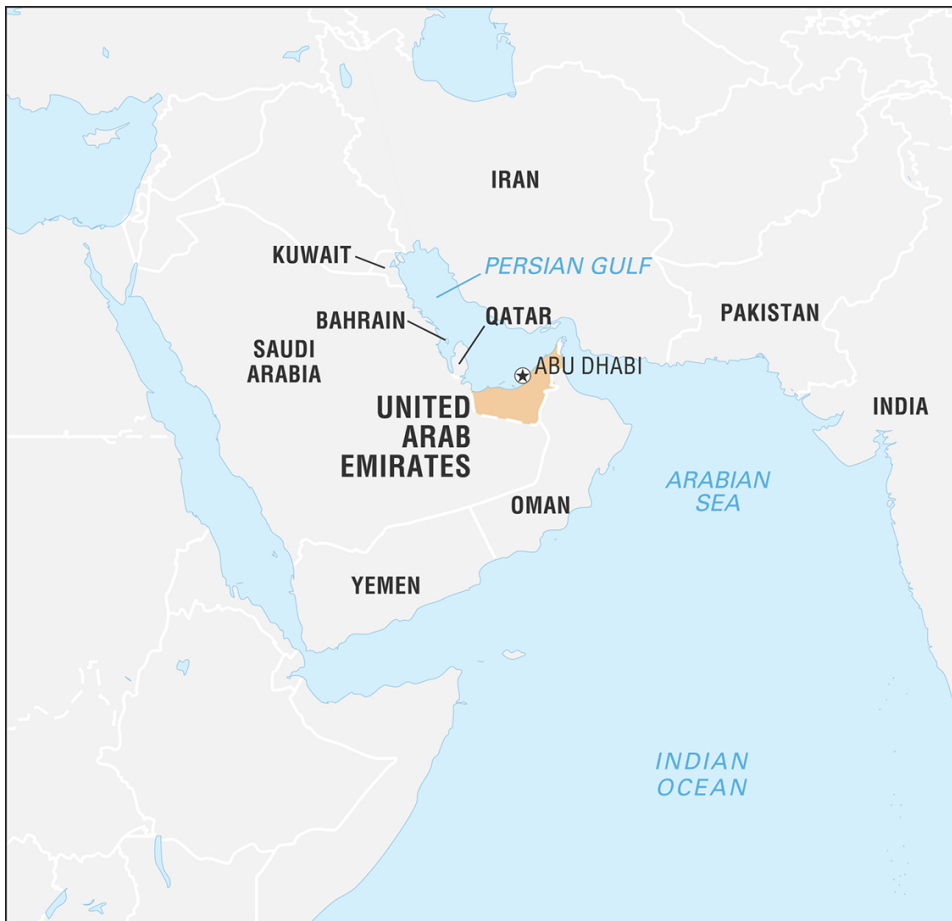 IRAN
KUWAIT
PERSIAN GULF
BAHRAIN
QATAR
PAKISTAN
SAUDI
ARABIA
ABU DHABI
UNITED
ARAB
EMIRATES
INDIA
ARABIAN
SEA
OMAN
YEMEN
INDIAN
OCEAN